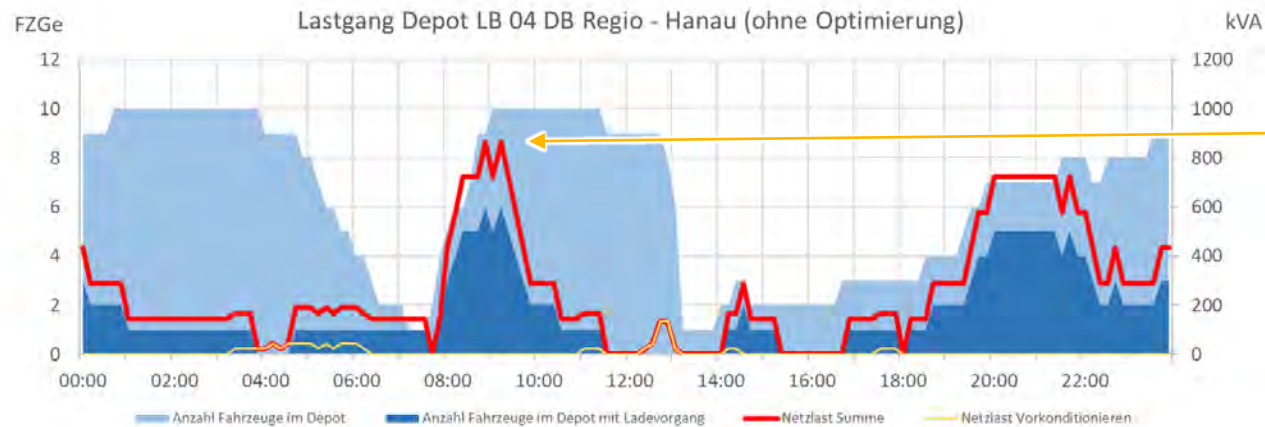 Lastgang Depot LB 04 DB Regio - Hanau (ohne Optimierung)
FZGe
kVA
12 1200
10 1000
8 800
6 600
4 400
2 200
0 0
00:00 02:00 04:00 06:00 08:00 10:00 12:00 14:00 16:00 18:00 20:00 22:00
Anzahl Fahrzeuge im Depot Anzahl Fahrzeuge im Depot mit Ladevorgang Netzlast Summe Netzlast Vorkonditionieren